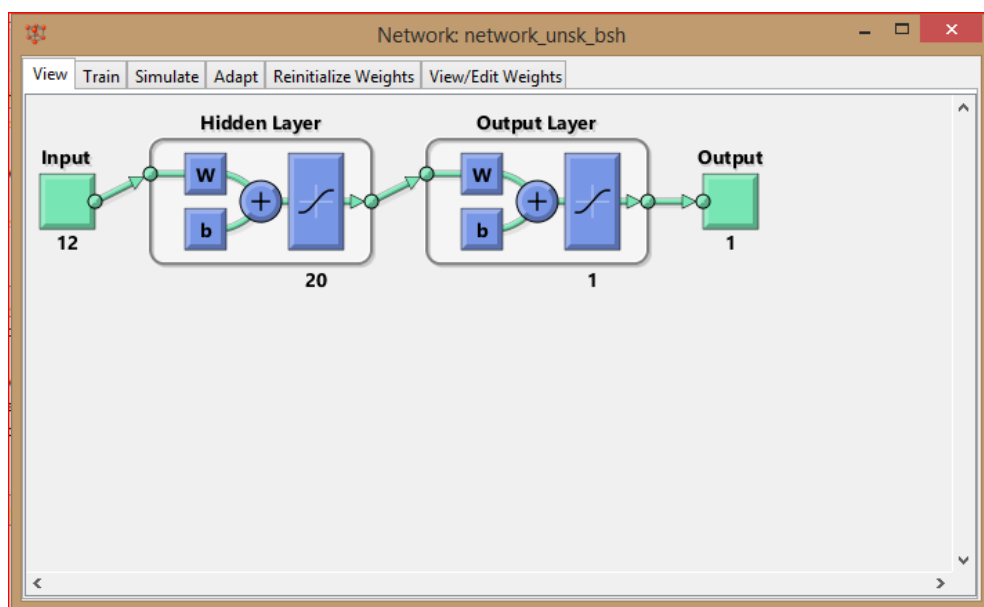 Network: network_unsk_bsh
View Train Simulate Adapt Reinitialize Weights View/Edit Weights
Hidden Layer Output Layer
Input Output
W W
+ +
b b
12 1
20 1